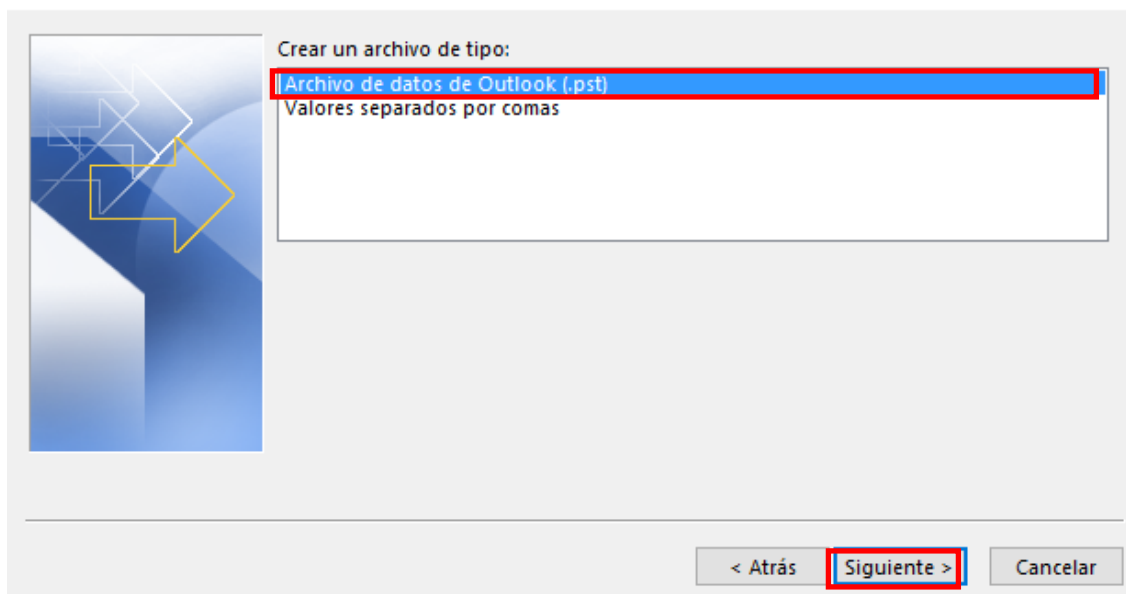 Crear un archivo de tipo:
Archivo de datos de Outlook (.pst)
Valores separados por comas
< Atrás Siguiente > Cancelar